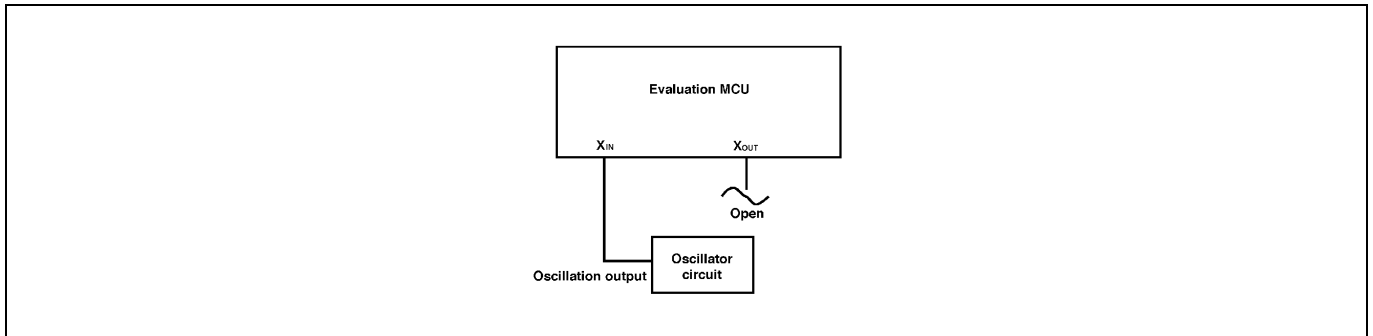 Evaluation MCU
XIN
XOUT
Open
Oscillation output
Oscillator
circuit